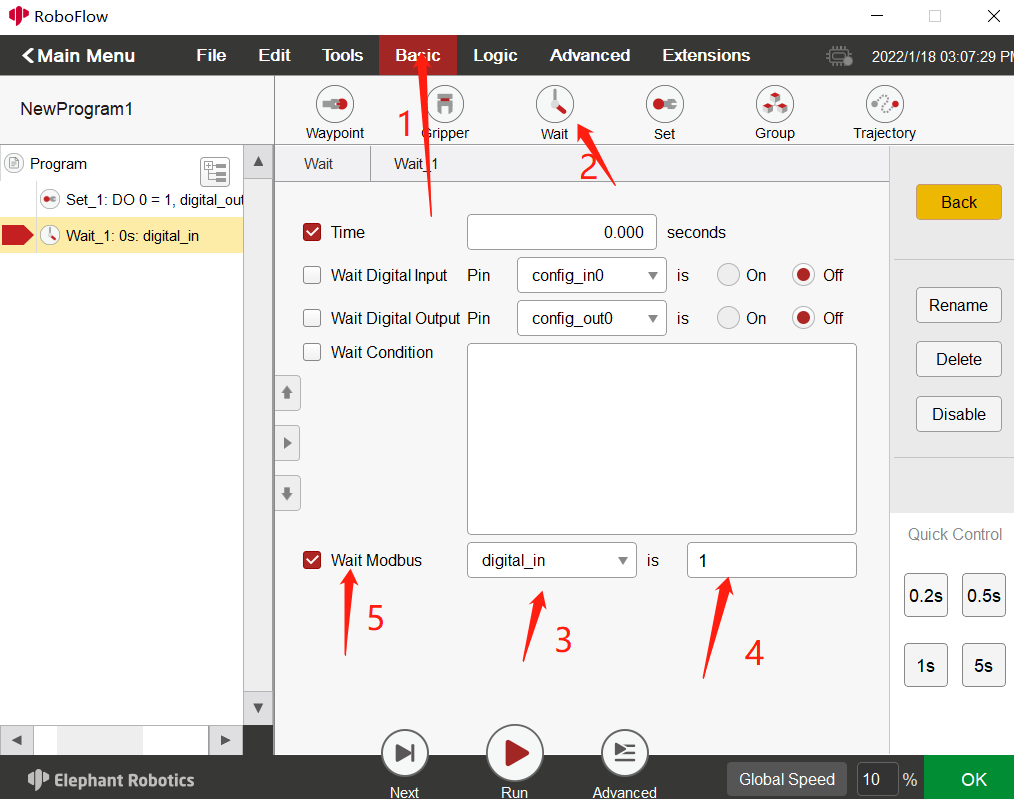 RoboFlow
Main Menu File Edit Tools Basic Logic Advanced Extensions 2022/1/18 03:07:29 PM
NewProgram1
Waypoint Gripper Wait Set Group Trajectory
1
2
Program
Set_1: DO 0 = 1, digital_out
Wait_1: 0s: digital_in
Wait Wait_1
Time 0.000 seconds
Wait Digital Input Pin config_in0 is On Off
Wait Digital Output Pin config_out0 is On Off
Wait Condition
Wait Modbus digital_in is 1
5
3
4
Back
Rename
Delete
Disable
Quick Control
0.2s 0.5s
1s 5s
Elephant Robotics
Next Run Advanced
Global Speed 10 % OK